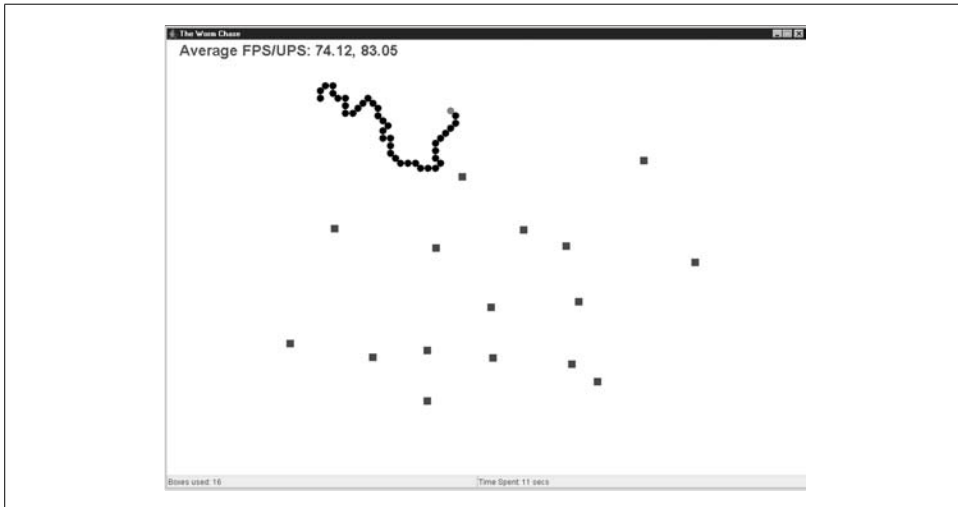 The Worm Chase
Average FPS/UPS: 74.12, 83.05
Boxes used: 16
Time Spent: 11 secs